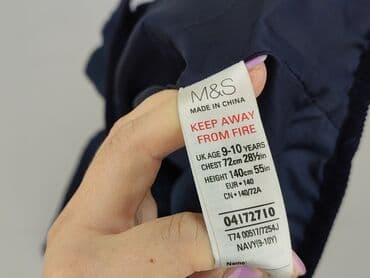 M&S
MADE IN CHINA
KEEP AWAY
FROM FIRE
UK AGE 9-10 YEARS
CHEST 72cm 28½in
HEIGHT 140cm 55in
EUR • 140
CN • 140/72A
04172710
T74 00517/7254J
NAVY(9-10Y)
Name: